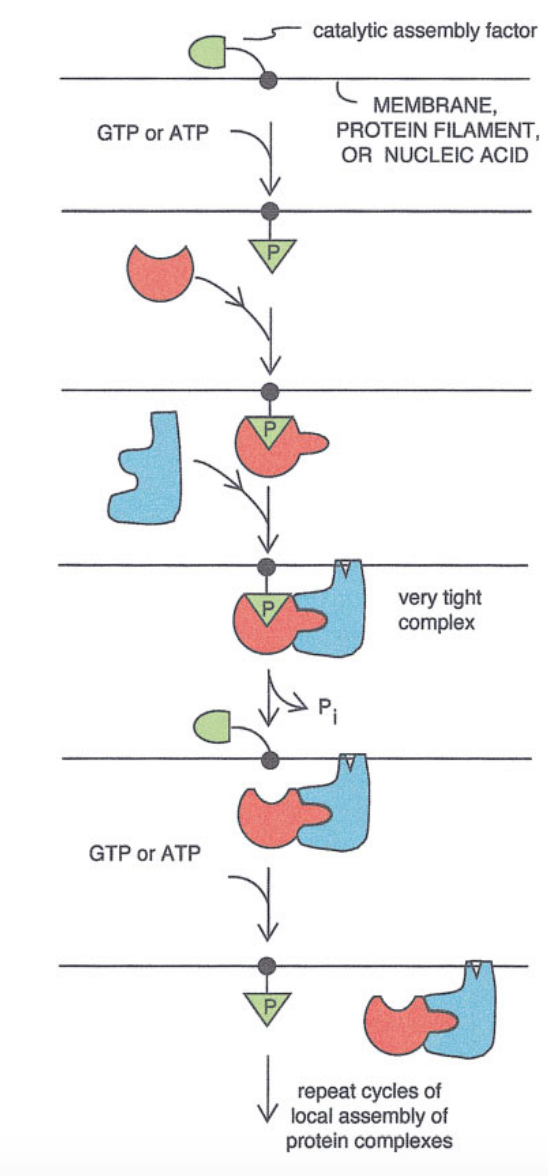 catalytic assembly factor
MEMBRANE,
PROTEIN FILAMENT,
OR NUCLEIC ACID
GTP or ATP
P
P
P
very tight
complex
Pi
GTP or ATP
P
repeat cycles of
local assembly of
protein complexes